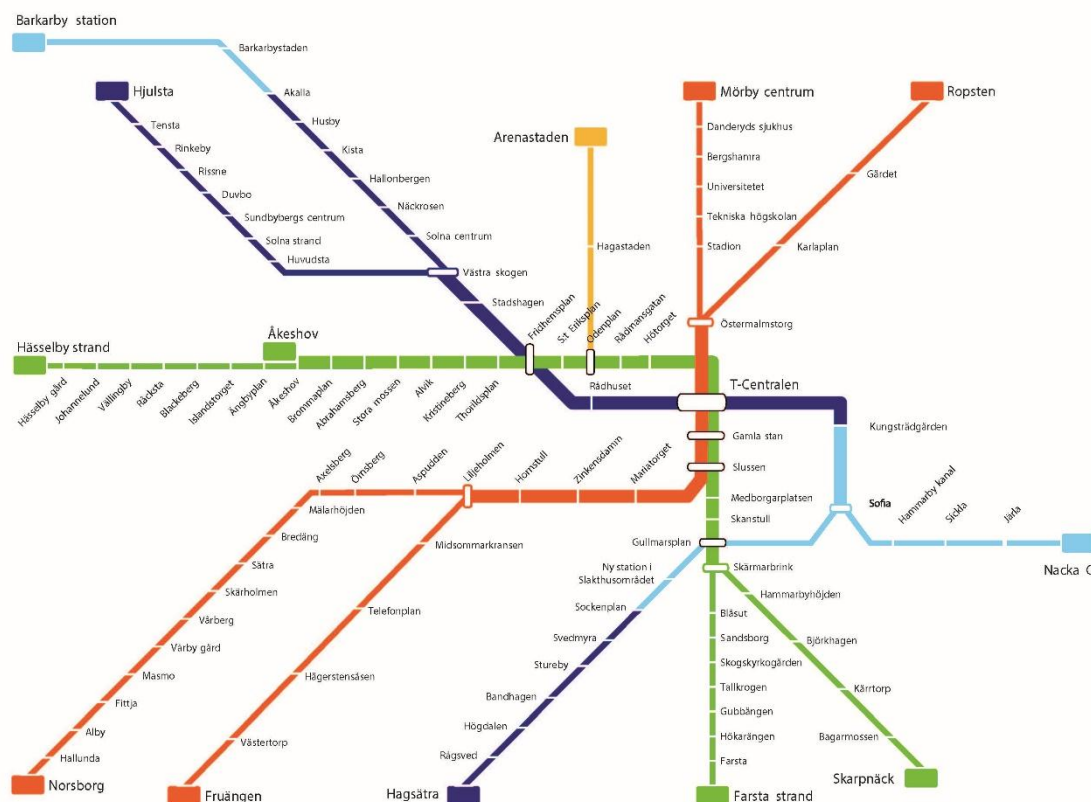 Barkarby station
Barkarbystaden
Hjulsta
Akalla
Mörby centrum
Ropsten
Tensta
Husby
Danderyds sjukhus
Rinkeby
Kista
Arenastaden
Bergshamra
Rissne
Hallonbergen
Gärdet
Duvbo
Näckrosen
Universitetet
Sundbybergs centrum
Solna centrum
Tekniska högskolan
Solna strand
Hagastaden
Stadion
Karlaplan
Huvudsta
Västra skogen
Stadshagen
Östermalmstorg
Fridhemsplan
S:t Eriksplan
Odenplan
Rådmansgatan
Hötorget
Åkeshov
Hässelby strand
Hässelby gård
Johannelund
Vällingby
Råcksta
Blackeberg
Islandstorget
Ängbyplan
Åkeshov
Brommaplan
Abrahamsberg
Stora mossen
Alvik
Kristineberg
Thorildsplan
Rådhuset
T-Centralen
Kungsträdgården
Gamla stan
Slussen
Axelsberg
Örnsberg
Aspudden
Liljeholmen
Hornstull
Zinkensdamm
Mariatorget
Medborgarplatsen
Skanstull
Sofia
Hammarby kanal
Sickla
Järla
Nacka C
Mälarhöjden
Bredäng
Sätra
Skärholmen
Vårberg
Vårby gård
Masmo
Fittja
Alby
Hallunda
Norsborg
Midsommarkransen
Telefonplan
Hägerstensåsen
Västertorp
Fruängen
Gullmarsplan
Ny station i
Slakthusområdet
Sockenplan
Svedmyra
Stureby
Bandhagen
Högdalen
Rågsved
Hagsätra
Skärmarbrink
Blåsut
Sandsborg
Skogskyrkogården
Tallkrogen
Gubbängen
Hökarängen
Farsta
Farsta strand
Hammarbyhöjden
Björkhagen
Kärrtorp
Bagarmossen
Skarpnäck